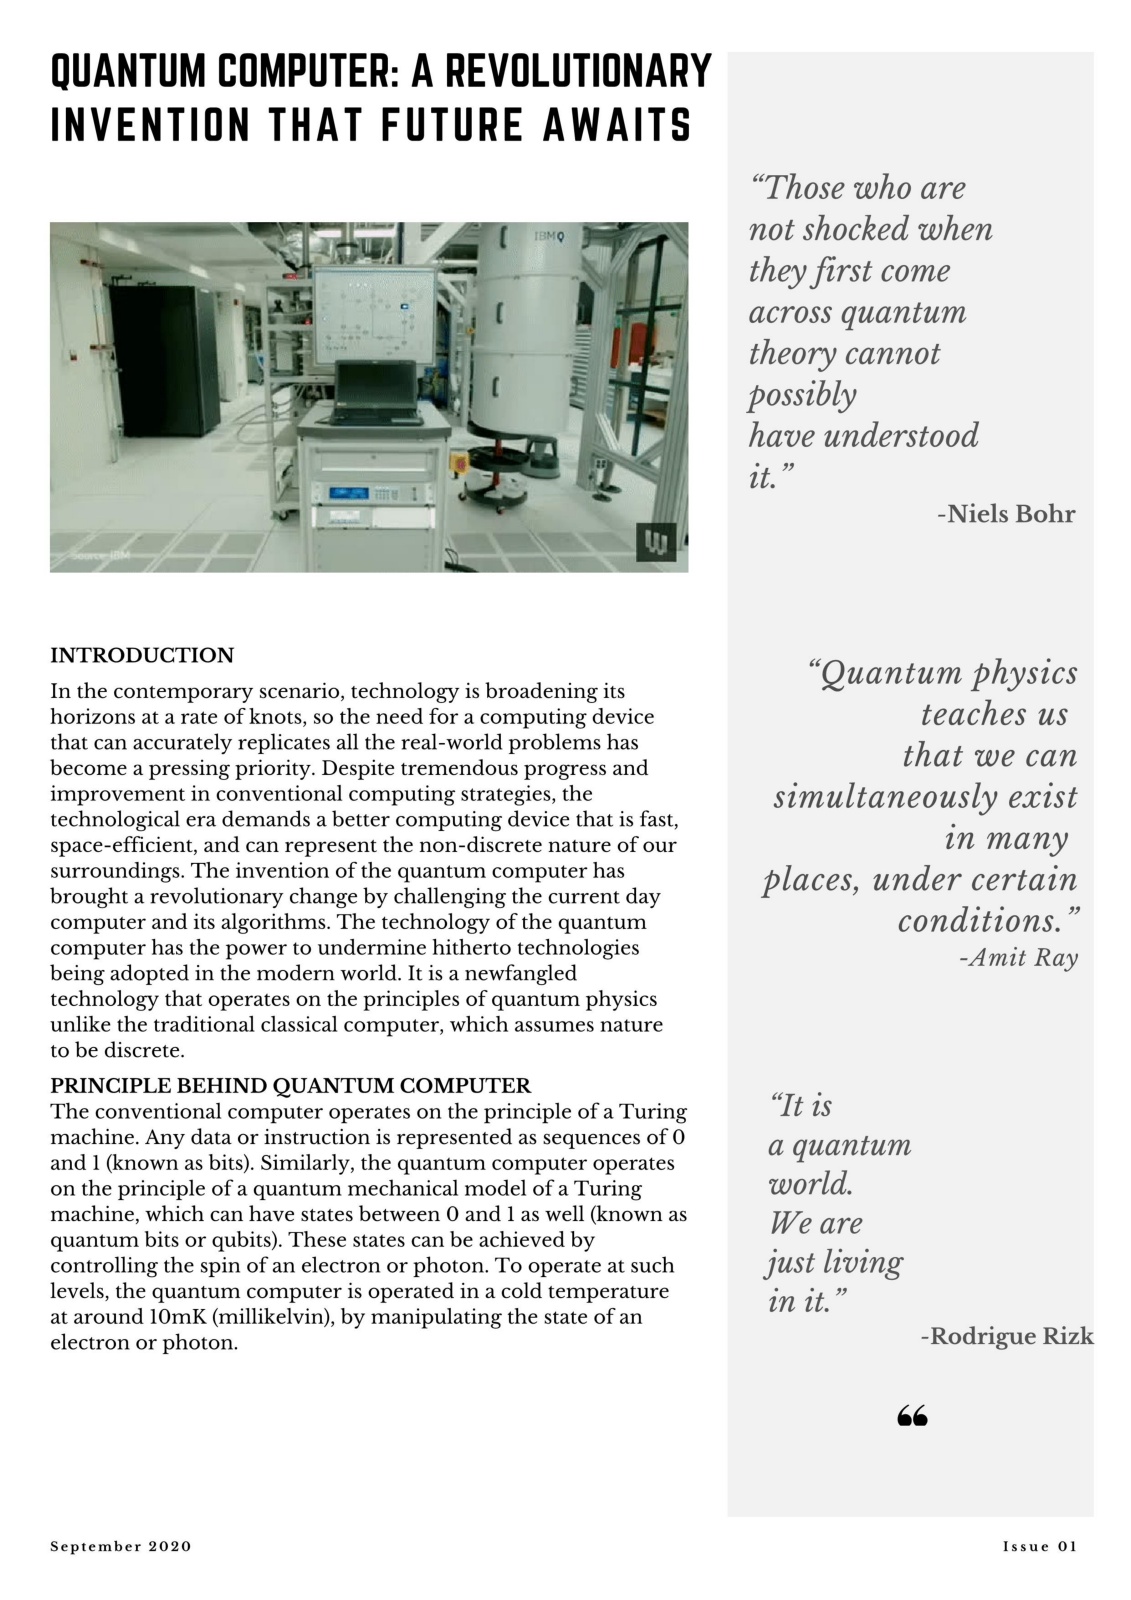 QUANTUM COMPUTER: A REVOLUTIONARY
INVENTION THAT FUTURE AWAITS
IBM Q
Source: IBM
W
INTRODUCTION
In the contemporary scenario, technology is broadening its
horizons at a rate of knots, so the need for a computing device
that can accurately replicates all the real-world problems has
become a pressing priority. Despite tremendous progress and
improvement in conventional computing strategies, the
technological era demands a better computing device that is fast,
space-efficient, and can represent the non-discrete nature of our
surroundings. The invention of the quantum computer has
brought a revolutionary change by challenging the current day
computer and its algorithms. The technology of the quantum
computer has the power to undermine hitherto technologies
being adopted in the modern world. It is a newfangled
technology that operates on the principles of quantum physics
unlike the traditional classical computer, which assumes nature
to be discrete.
PRINCIPLE BEHIND QUANTUM COMPUTER
The conventional computer operates on the principle of a Turing
machine. Any data or instruction is represented as sequences of 0
and 1 (known as bits). Similarly, the quantum computer operates
on the principle of a quantum mechanical model of a Turing
machine, which can have states between 0 and 1 as well (known as
quantum bits or qubits). These states can be achieved by
controlling the spin of an electron or photon. To operate at such
levels, the quantum computer is operated in a cold temperature
at around 10mK (millikelvin), by manipulating the state of an
electron or photon.
“Those who are
not shocked when
they first come
across quantum
theory cannot
possibly
have understood
it.”
-Niels Bohr
“Quantum physics
teaches us
that we can
simultaneously exist
in many
places, under certain
conditions.”
-Amit Ray
“It is
a quantum
world.
We are
just living
in it.”
-Rodrigue Rizk
“
September 2020
Issue 01